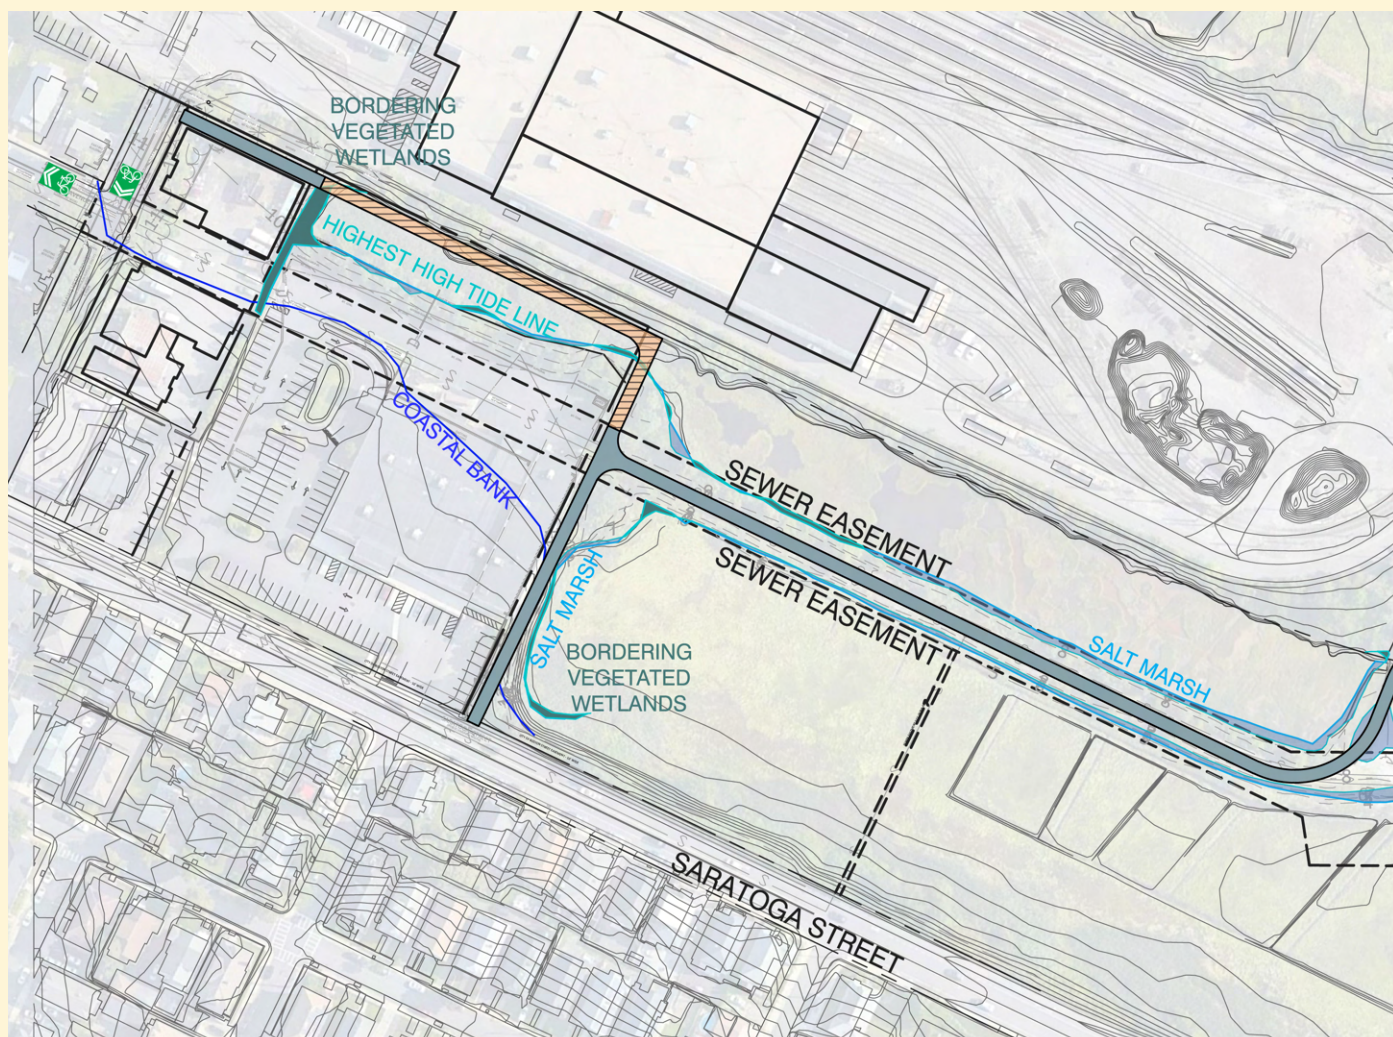 BORDERING
VEGETATED
WETLANDS
HIGHEST HIGH TIDE LINE
COASTAL BANK
SEWER EASEMENT
SEWER EASEMENT
SALT MARSH
SALT MARSH
BORDERING
VEGETATED
WETLANDS
SARATOGA STREET